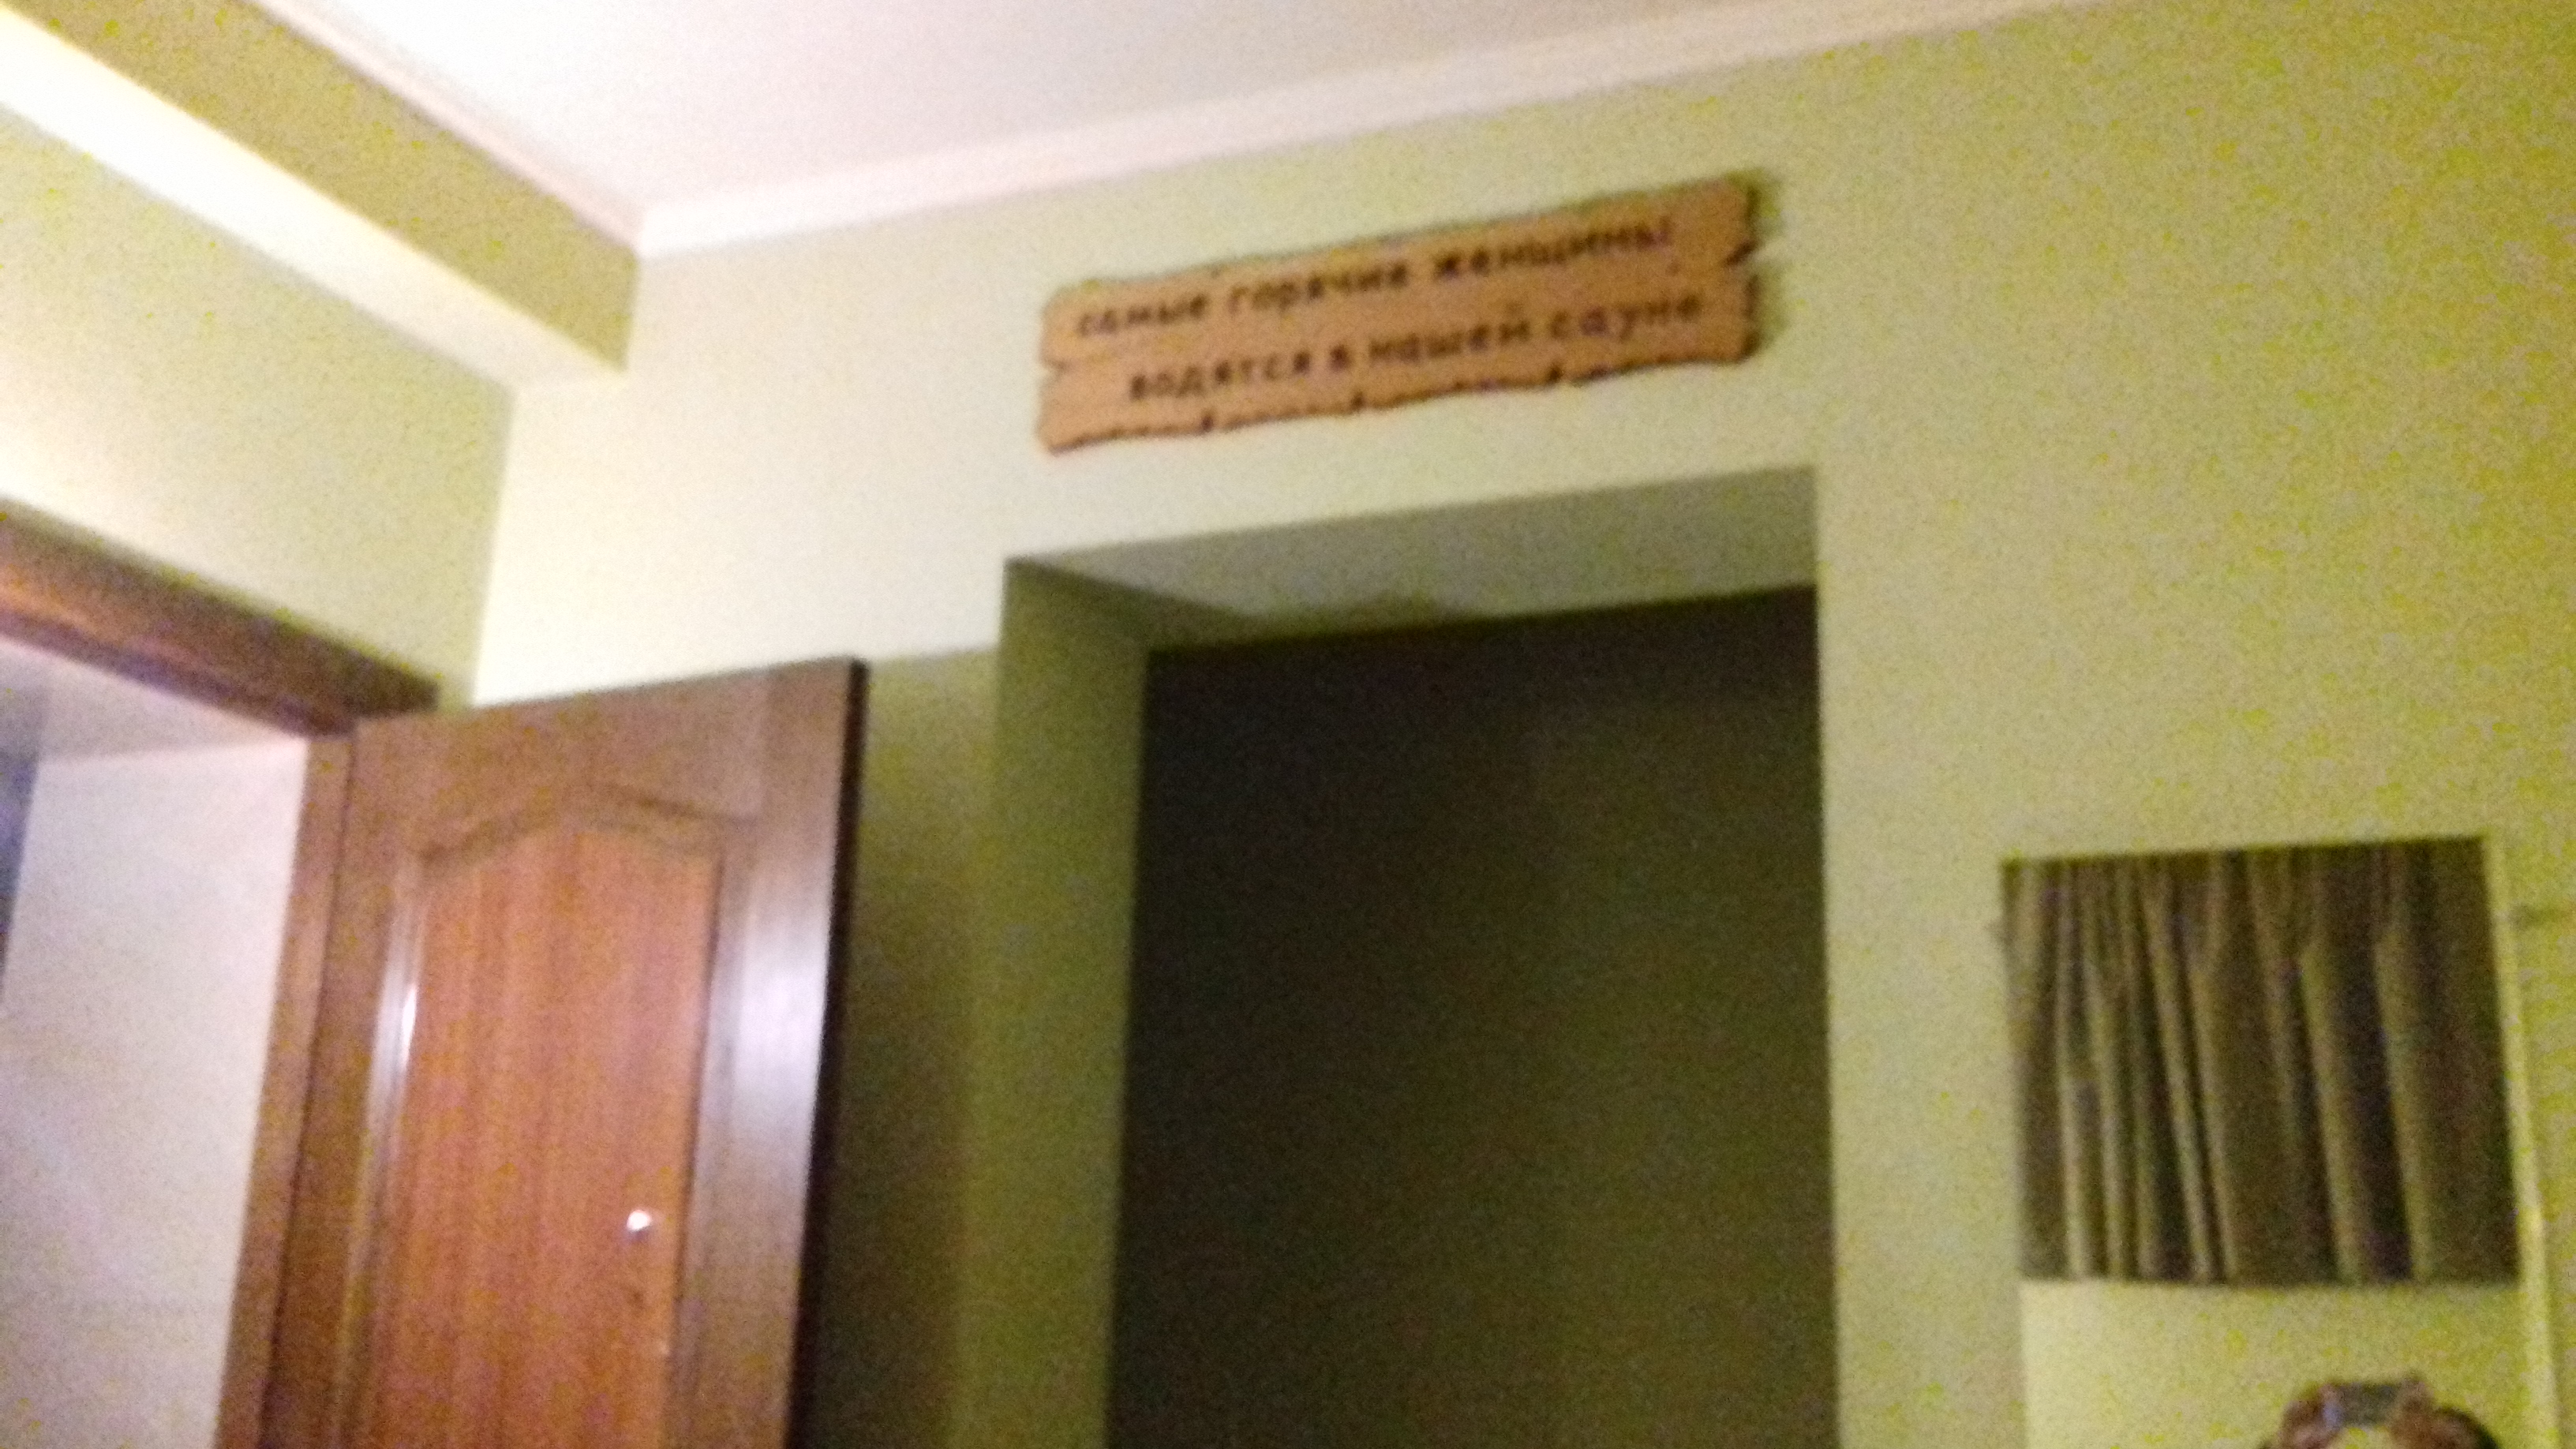 самые горячие женщины
водятся в нашей сауне